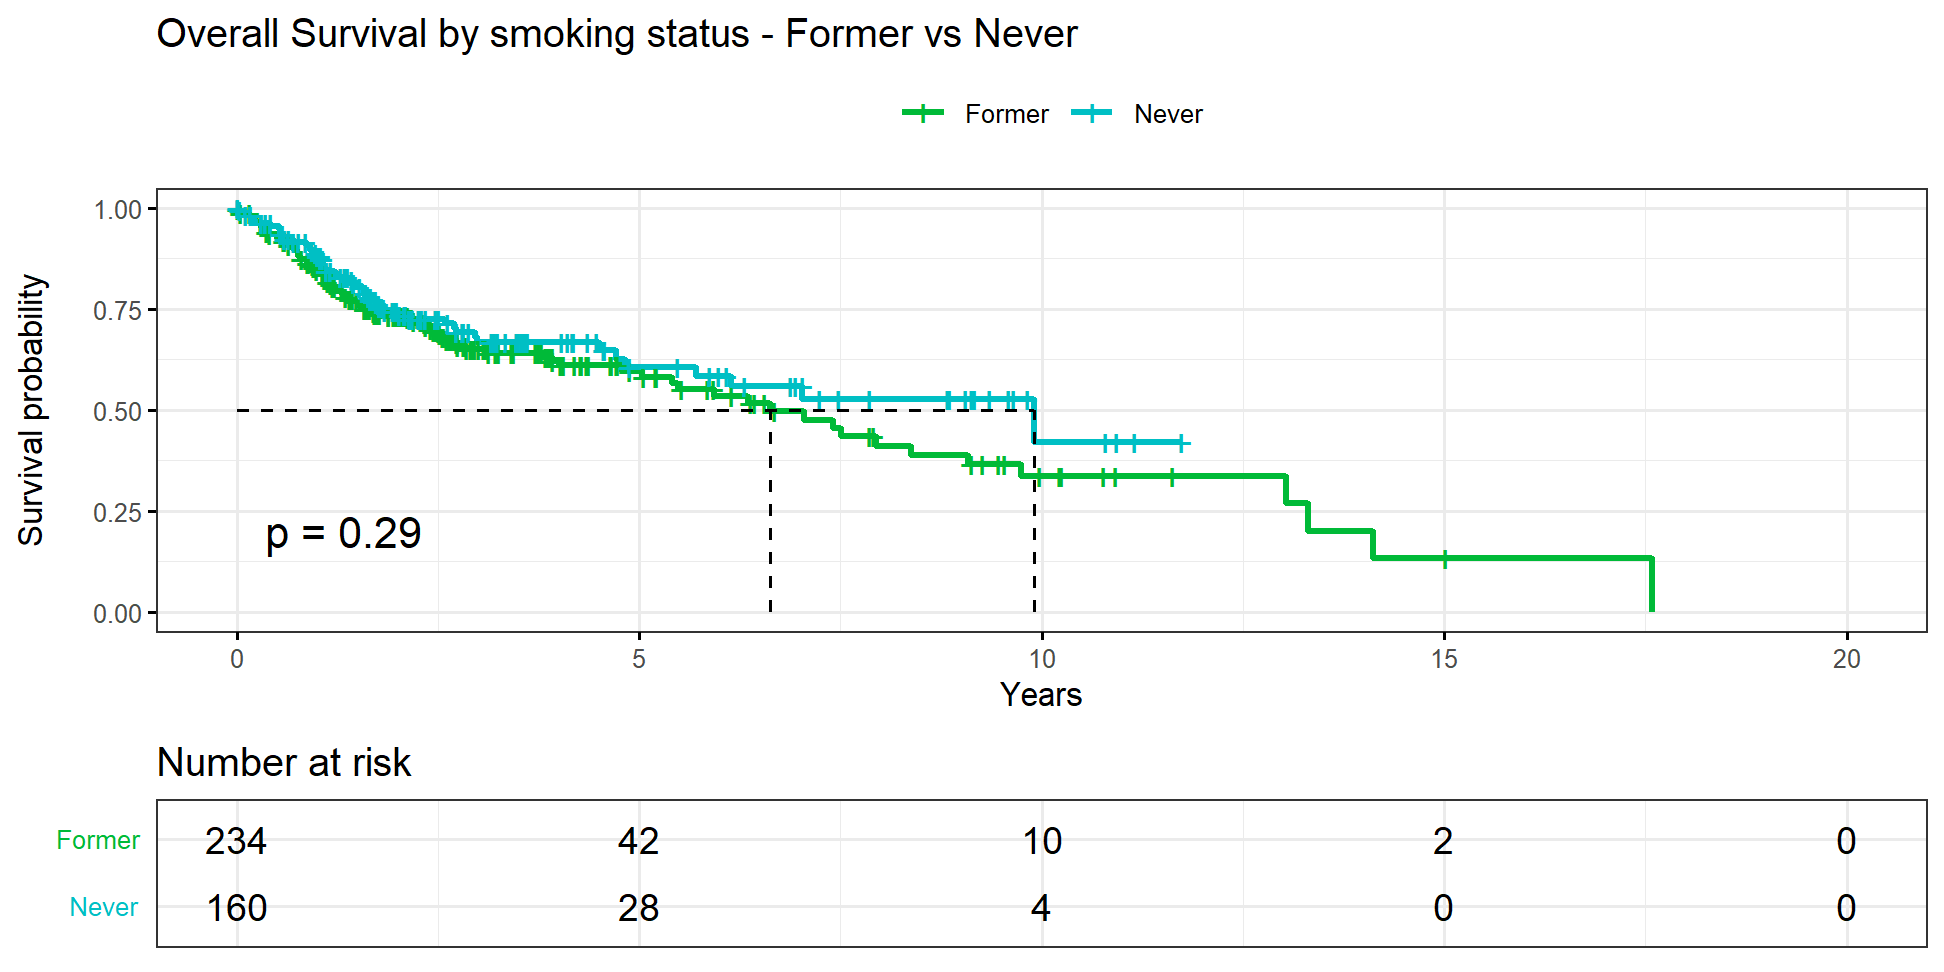 Overall Survival by smoking status - Former vs Never
Former Never
Survival probability
1.00
0.75
0.50
0.25
0.00
p = 0.29
0 5 10 15 20
Years
Number at risk
Former 234 42 10 2 0
Never 160 28 4 0 0